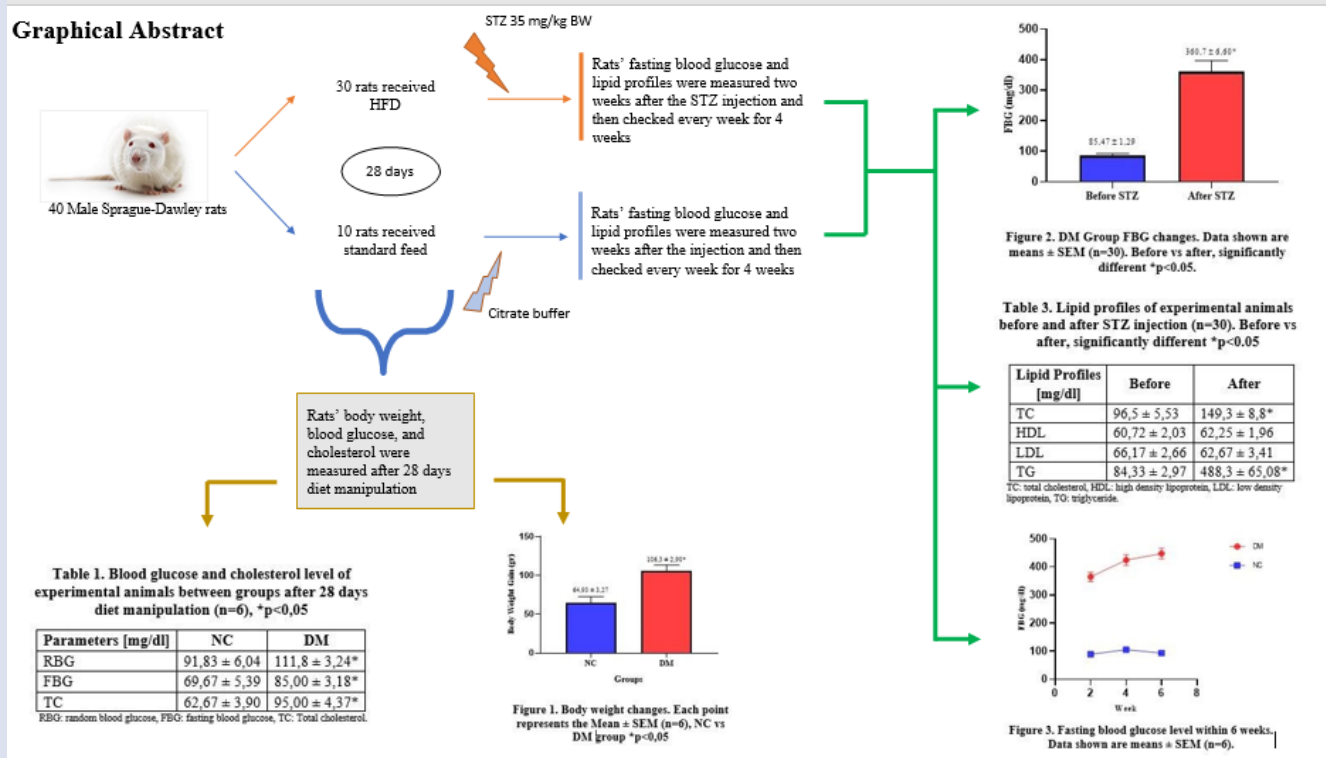 Graphical Abstract
40 Male Sprague-Dawley rats
30 rats received
HFD
28 days
10 rats received
standard feed
STZ 35 mg/kg BW
Rats’ fasting blood glucose and
lipid profiles were measured two
weeks after the STZ injection and
then checked every week for 4
weeks
Rats’ fasting blood glucose and
lipid profiles were measured two
weeks after the injection and then
checked every week for 4 weeks
Citrate buffer
Rats’ body weight,
blood glucose, and
cholesterol were
measured after 28 days
diet manipulation
Table 1. Blood glucose and cholesterol level of
experimental animals between groups after 28 days
diet manipulation (n=6), *p<0,05
Parameters [mg/dl] NC DM
RBG 91,83 ± 6,04 111,8 ± 3,24*
FBG 69,67 ± 5,39 85,00 ± 3,18*
TC 62,67 ± 3,90 95,00 ± 4,37*
RBG: random blood glucose, FBG: fasting blood glucose, TC: Total cholesterol.
Body Weight Gain (gr)
150
100
50
0
NC DM
Groups
Figure 1. Body weight changes. Each point
represents the Mean ± SEM (n=6), NC vs
DM group *p<0,05
FBG (mg/dl)
500
400
300
200
100
0
85,47 ± 1,29
360,7 ± 6,60*
Before STZ After STZ
Figure 2. DM Group FBG changes. Data shown are
means ± SEM (n=30). Before vs after, significantly
different *p<0.05.
Table 3. Lipid profiles of experimental animals
before and after STZ injection (n=30). Before vs
after, significantly different *p<0.05
Lipid Profiles
[mg/dl] Before After
TC 96,5 ± 5,53 149,3 ± 8,8*
HDL 60,72 ± 2,03 62,25 ± 1,96
LDL 66,17 ± 2,66 62,67 ± 3,41
TG 84,33 ± 2,97 488,3 ± 65,08*
TC: total cholesterol, HDL: high density lipoprotein, LDL: low density
lipoprotein, TG: triglyceride.
FBG (mg/dl)
500
400
300
200
100
0
0 2 4 6 8
Week
DM
NC
Figure 3. Fasting blood glucose level within 6 weeks.
Data shown are means ± SEM (n=6).